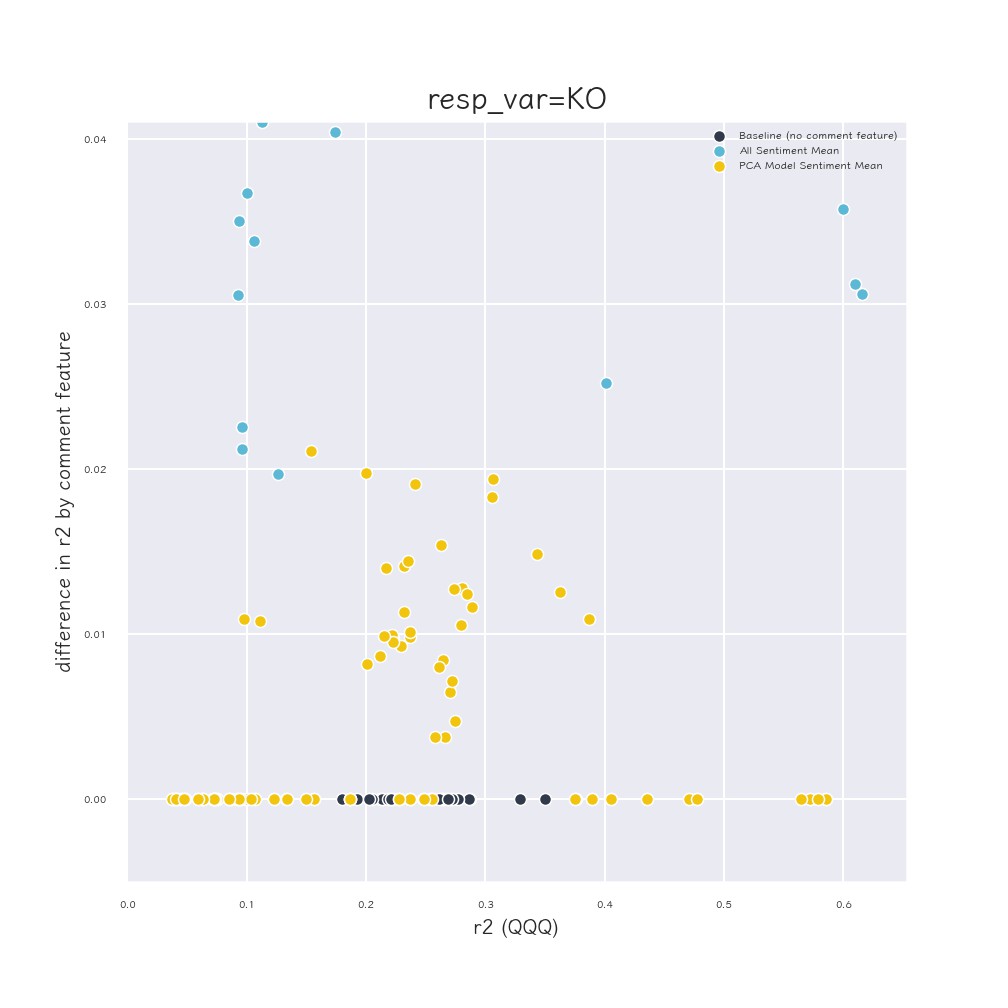 resp_var=KO
Baseline (no comment feature)
All Sentiment Mean
PCA Model Sentiment Mean
difference in r2 by comment feature
0.04
0.03
0.02
0.01
0.00
0.0 0.1 0.2 0.3 0.4 0.5 0.6
r2 (QQQ)